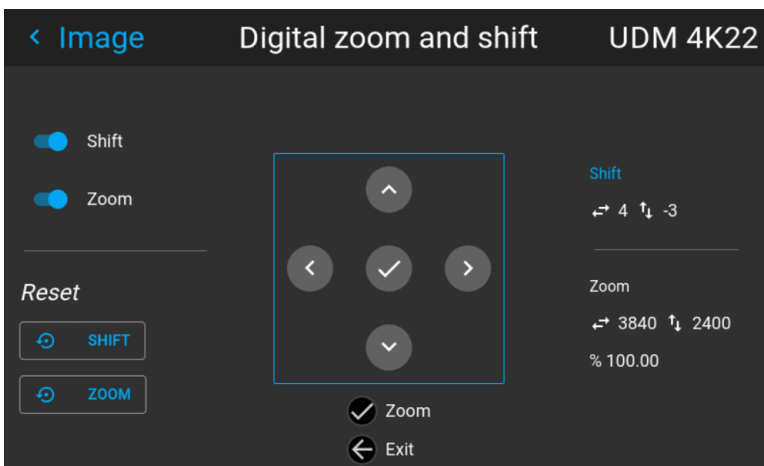 Image
Digital zoom and shift
UDM 4K22
Shift
Zoom
Reset
SHIFT
ZOOM
Zoom
Exit
Shift
4 -3
Zoom
3840 2400
% 100.00